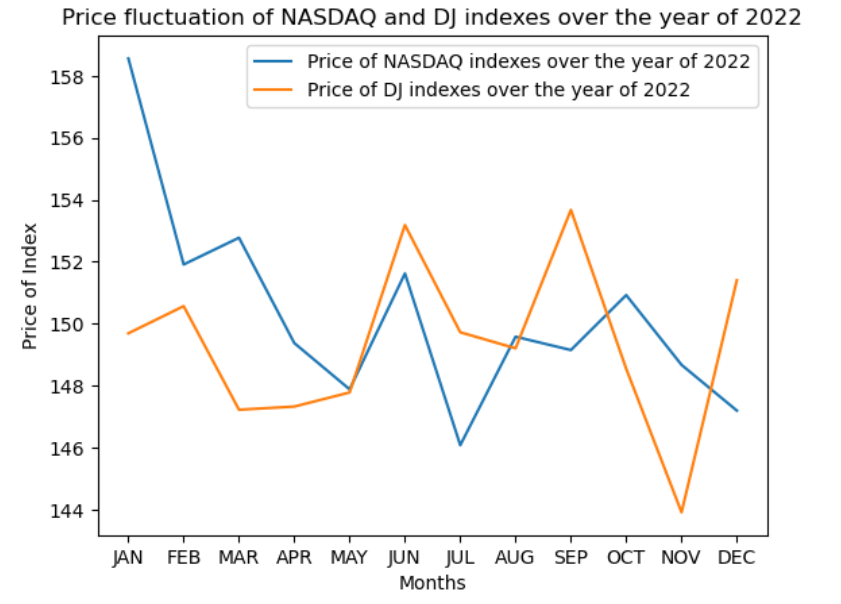 Price fluctuation of NASDAQ and DJ indexes over the year of 2022
Price of NASDAQ indexes over the year of 2022
Price of DJ indexes over the year of 2022
158
156
154
152
150
148
146
144
Price of Index
JAN FEB MAR APR MAY JUN JUL AUG SEP OCT NOV DEC
Months